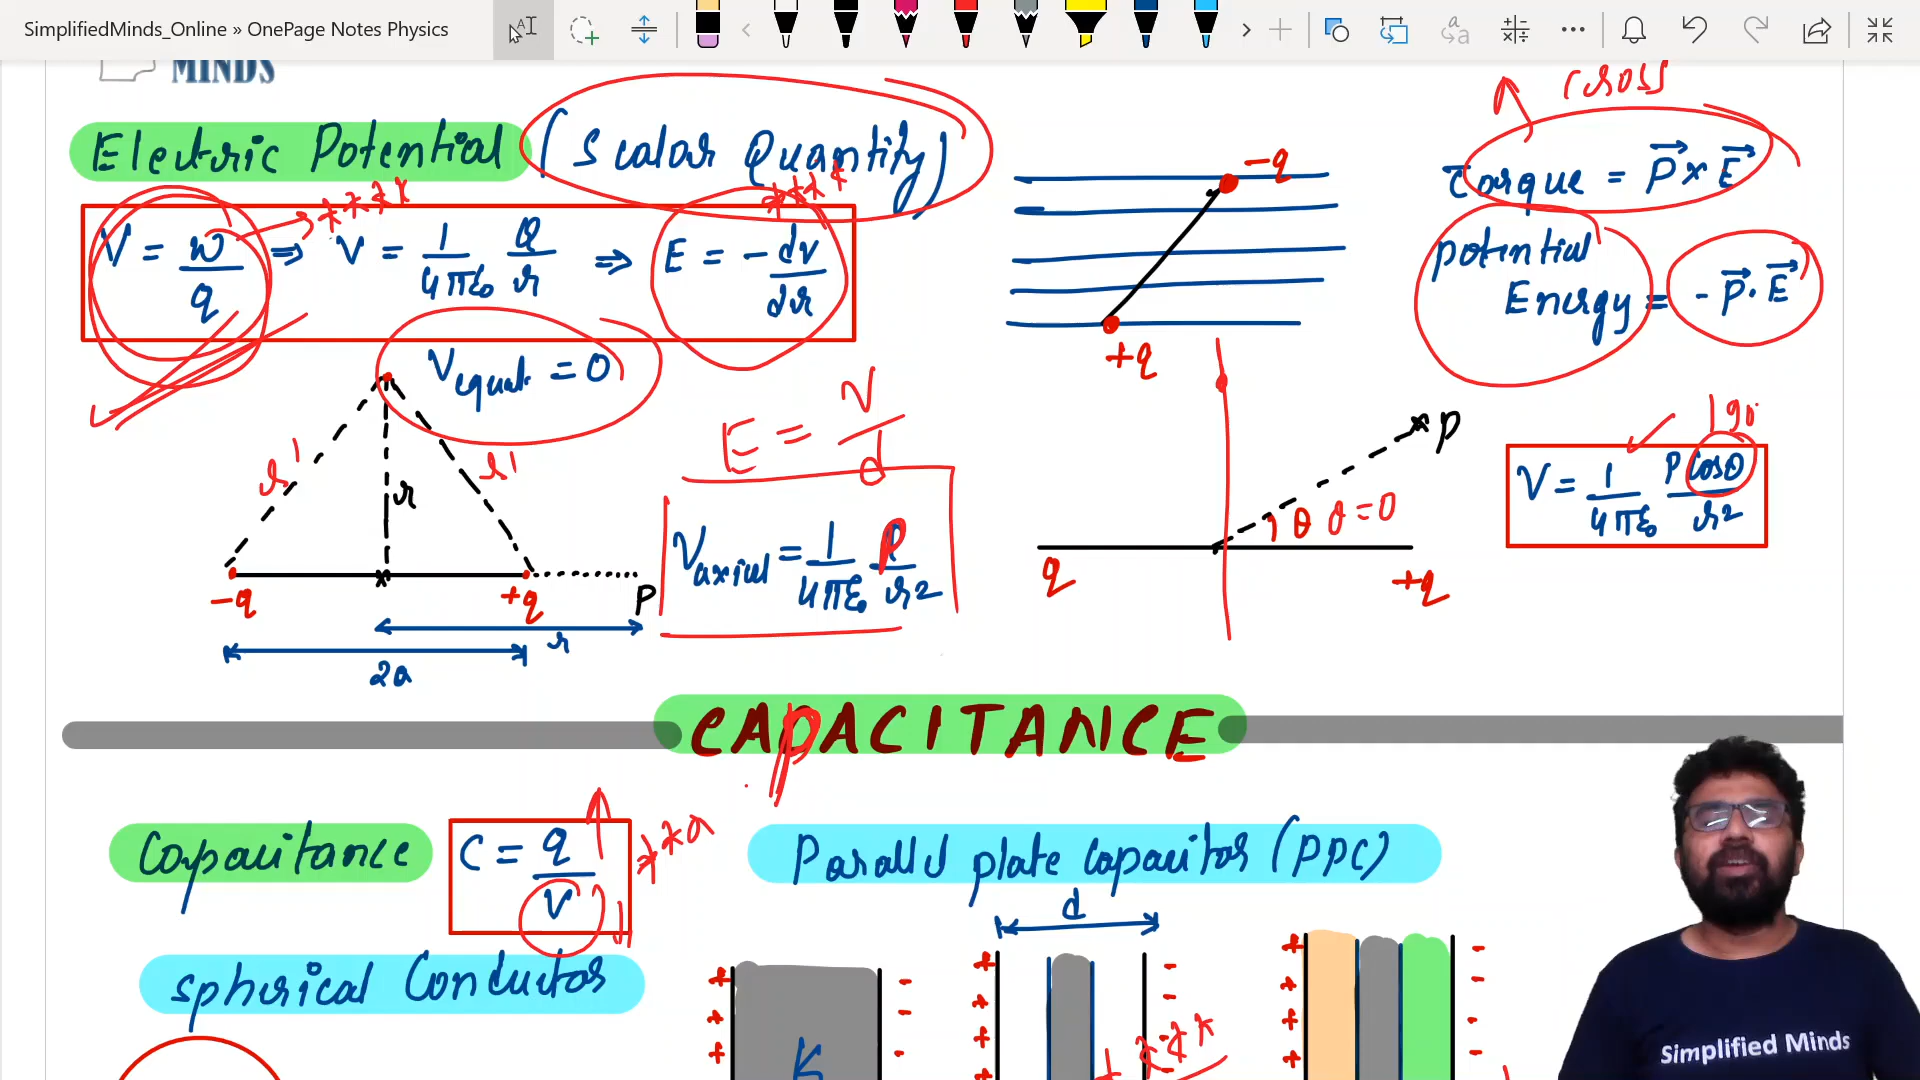 SimplifiedMinds_Online » OnePage Notes Physics
MINDS
Electric Potential (Scalar Quantity)
V = w/q ⇒ V = 1/4πε₀ Q/r ⇒ E = -dv/dr
V equat = 0
r' r' r
-q +q P
r
2a
E = V/d
V axial = 1/4πε₀ P/r²
-q
+q
Cross
Torque = P⃗ × E⃗
Potential
Energy = - P⃗ · E⃗
P
θ θ=0
q +q
90
V = 1/4πε₀ P Cosθ/r²
CAPACITANCE
Capacitance C = q/V
Parallel plate capacitor (PPC)
d
Spherical Conductor
+ - + - + -
+ - + - + -
+ - + + -
K
Simplified Minds